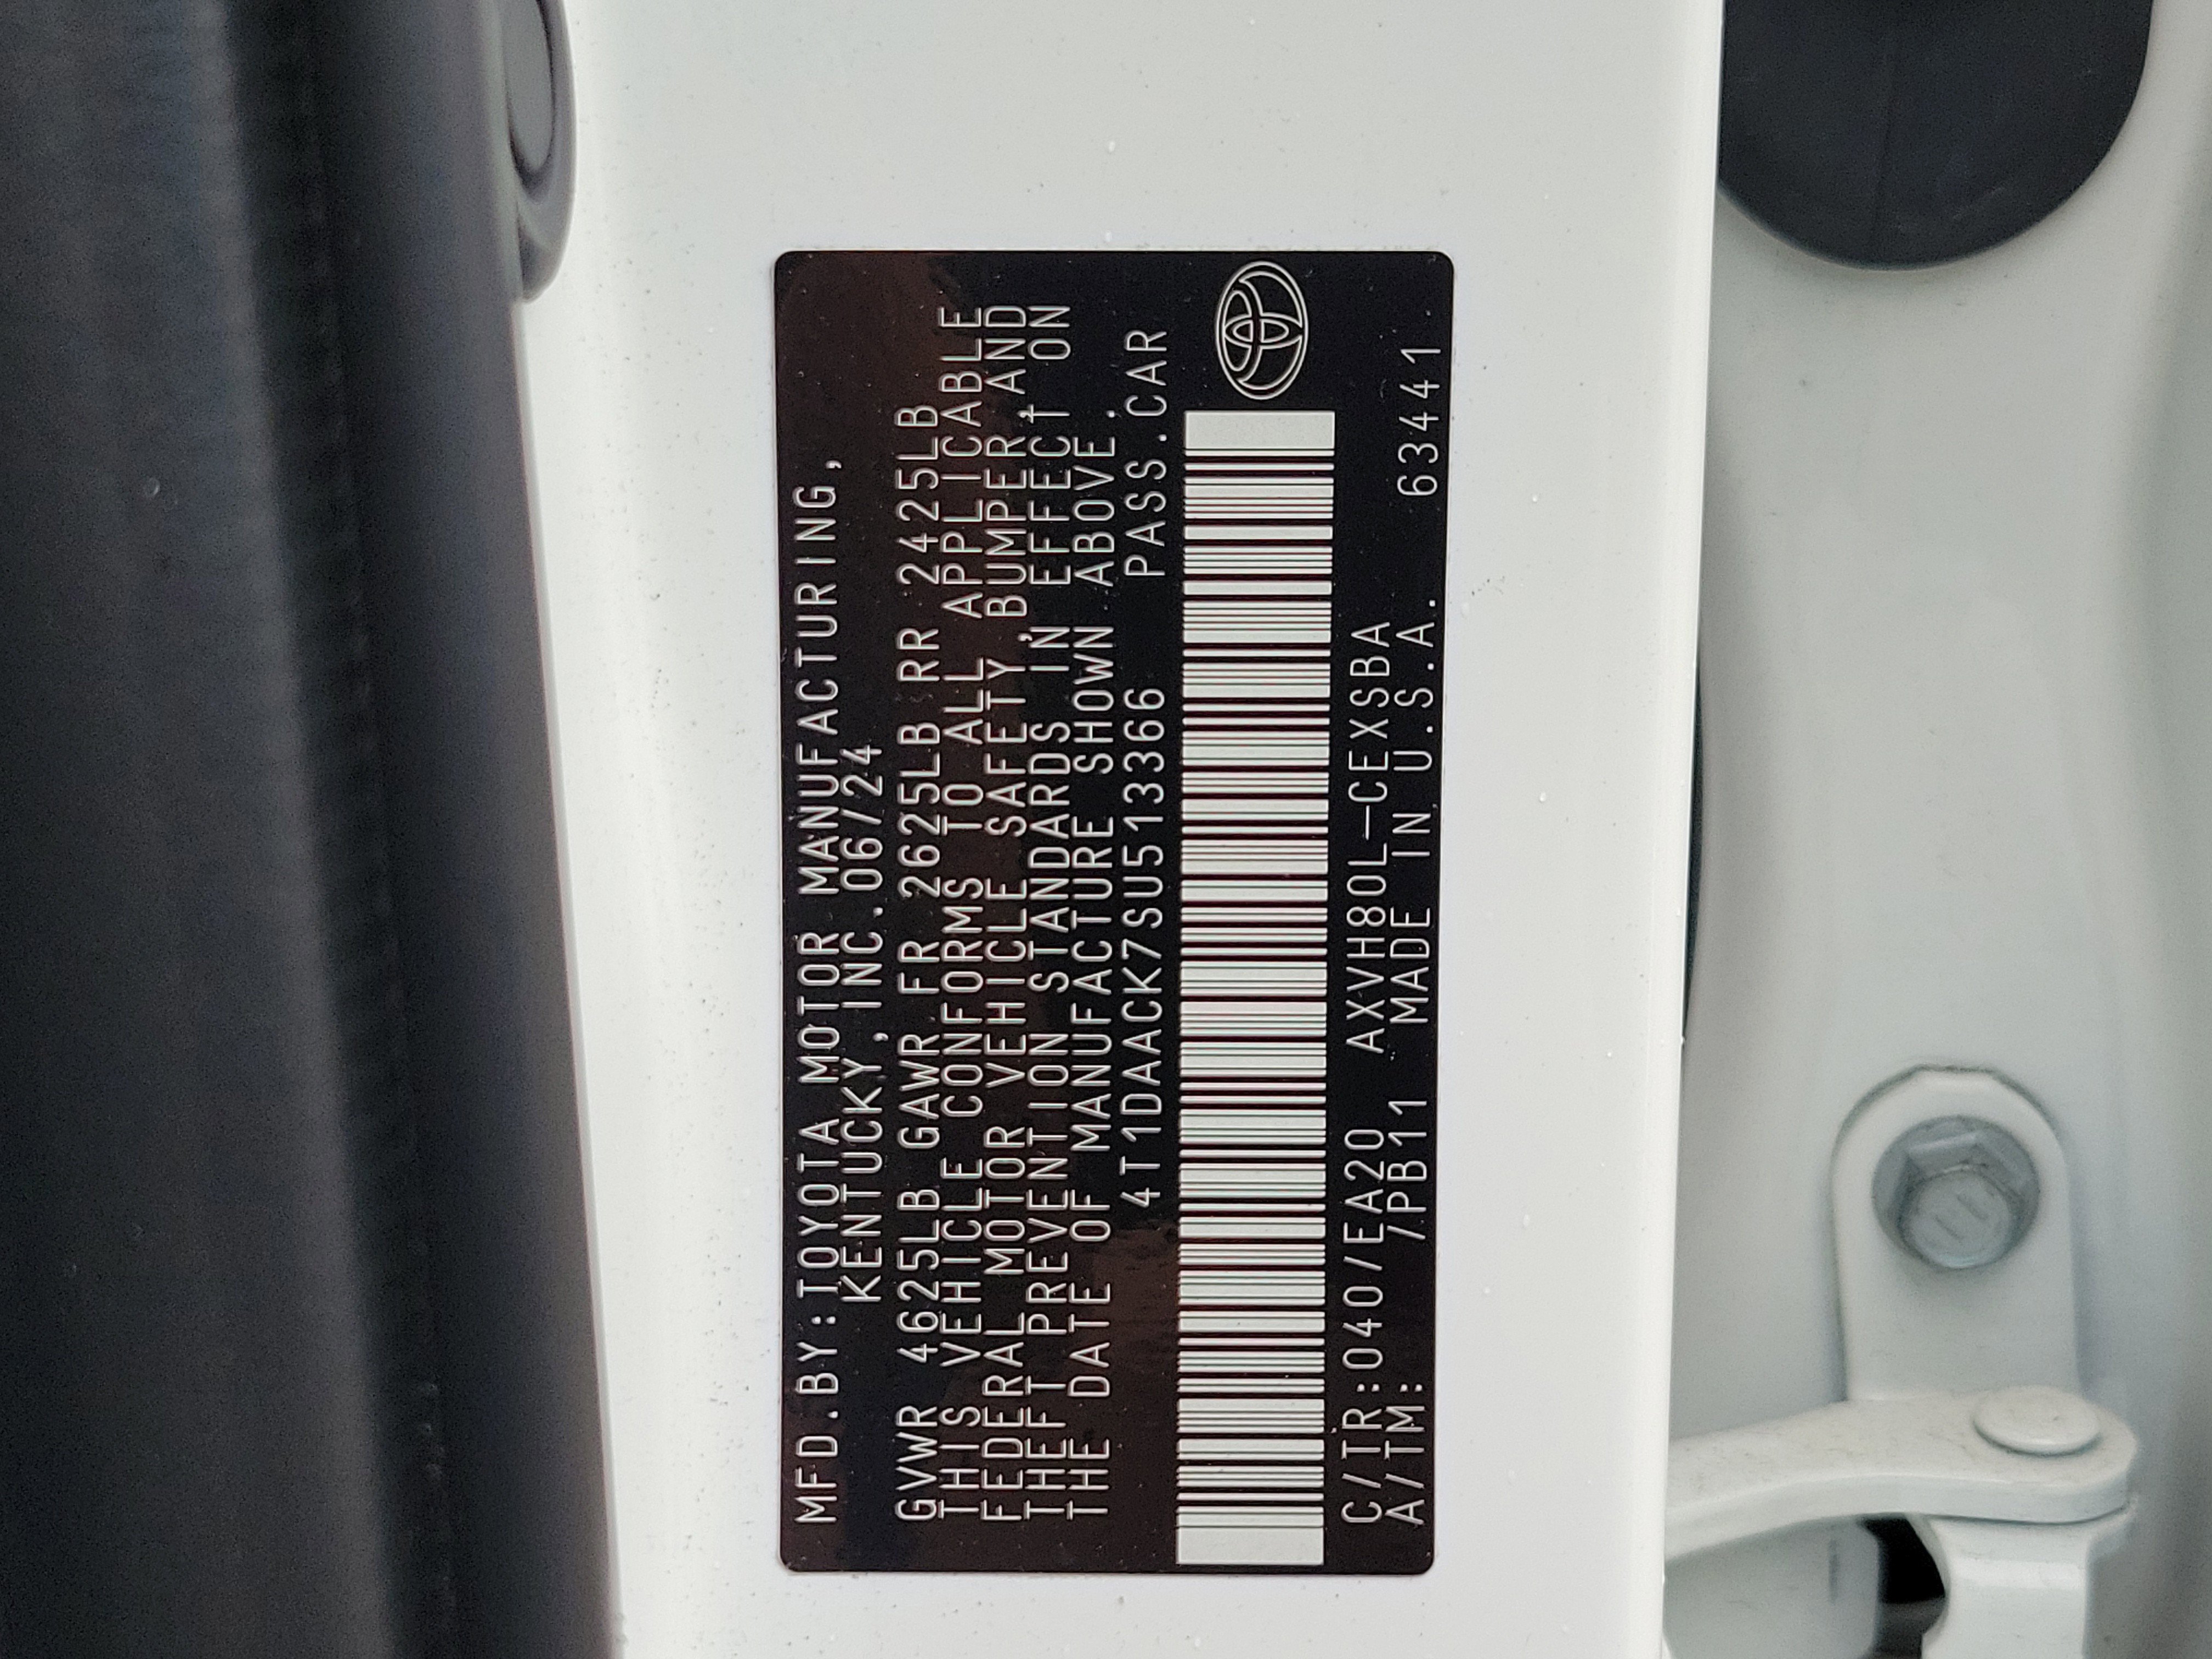 MFD.BY:TOYOTA MOTOR MANUFACTURING,
KENTUCKY, INC.06/24
GVWR 4625LB GAWR FR 2625LB RR 2425LB
THIS VEHICLE CONFORMS TO ALL APPLICABLE
FEDERAL MOTOR VEHICLE SAFETY,BUMPER,AND
THEFT PREVENTION STANDARDS IN EFFECT ON
THE DATE OF MANUFACTURE SHOWN ABOVE.
4T1DAACK7SU513366 PASS.CAR
C/TR:040/EA20 AXVH80L-CEXSBA
A/TM: /PB11 MADE IN U.S.A. 63441